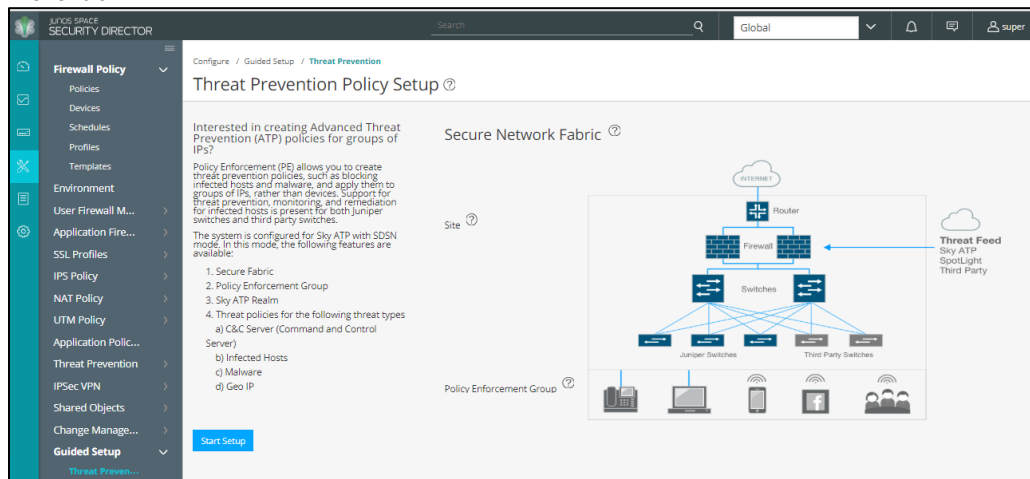 JUNOS SPACE
SECURITY DIRECTOR
Search
Global
super
Firewall Policy
Policies
Devices
Schedules
Profiles
Templates
Environment
User Firewall M...
Application Fire...
SSL Profiles
IPS Policy
NAT Policy
UTM Policy
Application Polic...
Threat Prevention
IPSec VPN
Shared Objects
Change Manage...
Guided Setup
Threat Preven...
Configure / Guided Setup / Threat Prevention
Threat Prevention Policy Setup ?
Interested in creating Advanced Threat
Prevention (ATP) policies for groups of
IPs?
Policy Enforcement (PE) allows you to create
threat prevention policies, such as blocking
infected hosts and malware, and apply them to
groups of IPs, rather than devices. Support for
threat prevention, monitoring, and remediation
for infected hosts is present for both Juniper
switches and third party switches.
The system is configured for Sky ATP with SDSN
mode. In this mode, the following features are
available:
1. Secure Fabric
2. Policy Enforcement Group
3. Sky ATP Realm
4. Threat policies for the following threat types
a) C&C Server (Command and Control
Server)
b) Infected Hosts
c) Malware
d) Geo IP
Start Setup
Secure Network Fabric ?
INTERNET
Router
Site ?
Firewall
Threat Feed
Sky ATP
SpotLight
Third Party
Switches
Juniper Switches
Third Party Switches
Policy Enforcement Group ?